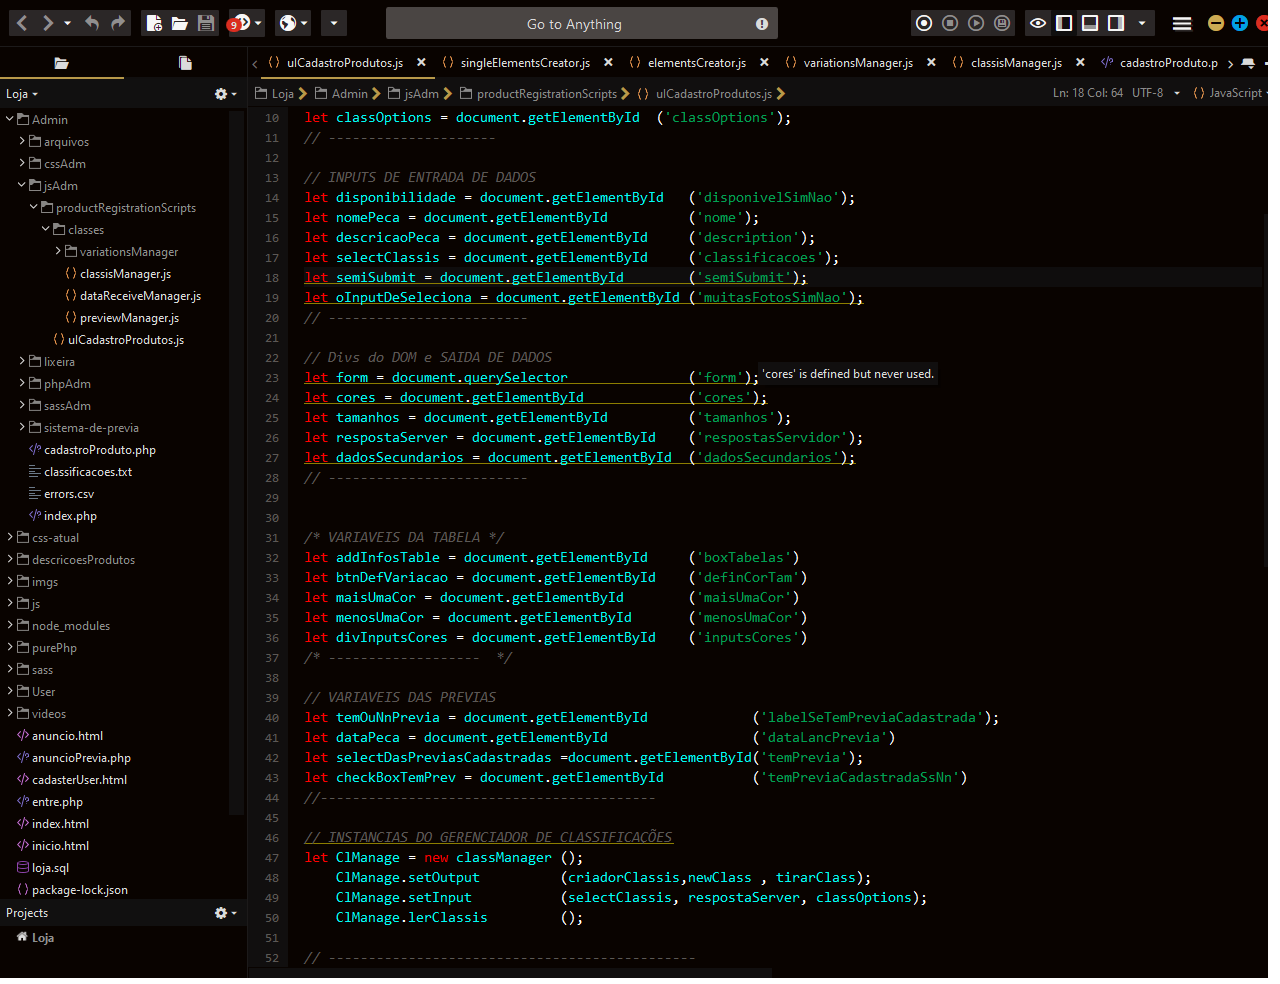 9
Go to Anything
ulCadastroProdutos.js
singleElementsCreator.js
elementsCreator.js
variationsManager.js
classisManager.js
cadastroProduto.p
Loja
Loja
Admin
jsAdm
productRegistrationScripts
ulCadastroProdutos.js
Ln: 18 Col: 64
UTF-8
JavaScript
Admin
arquivos
cssAdm
jsAdm
productRegistrationScripts
classes
variationsManager
classisManager.js
dataReceiveManager.js
previewManager.js
ulCadastroProdutos.js
lixeira
phpAdm
sassAdm
sistema-de-previa
cadastroProduto.php
classificacoes.txt
errors.csv
index.php
css-atual
descricoesProdutos
imgs
js
node_modules
purePhp
sass
User
videos
anuncio.html
anuncioPrevia.php
cadasterUser.html
entre.php
index.html
inicio.html
loja.sql
package-lock.json
Projects
Loja
10 let classOptions = document.getElementById  ('classOptions');
11 // ---------------------
12
13 // INPUTS DE ENTRADA DE DADOS
14 let disponibilidade = document.getElementById   ('disponivelSimNao');
15 let nomePeca = document.getElementById          ('nome');
16 let descricaoPeca = document.getElementById     ('description');
17 let selectClassis = document.getElementById     ('classificacoes');
18 let semiSubmit = document.getElementById        ('semiSubmit');
19 let oInputDeSeleciona = document.getElementById ('muitasFotosSimNao');
20 // -------------------------
21
22 // Divs do DOM e SAIDA DE DADOS
23 let form = document.querySelector               ('form');
'cores' is defined but never used.
24 let cores = document.getElementById             ('cores');
25 let tamanhos = document.getElementById          ('tamanhos');
26 let respostaServer = document.getElementById    ('respostasServidor');
27 let dadosSecundarios = document.getElementById  ('dadosSecundarios');
28 // -------------------------
29
30
31 /* VARIAVEIS DA TABELA */
32 let addInfosTable = document.getElementById     ('boxTabelas')
33 let btnDefVariacao = document.getElementById    ('definCorTam')
34 let maisUmaCor = document.getElementById        ('maisUmaCor')
35 let menosUmaCor = document.getElementById       ('menosUmaCor')
36 let divInputsCores = document.getElementById    ('inputsCores')
37 /* -------------------  */
38
39 // VARIAVEIS DAS PREVIAS
40 let temOuNnPrevia = document.getElementById             ('labelSeTemPreviaCadastrada');
41 let dataPeca = document.getElementById                  ('dataLancPrevia')
42 let selectDasPreviasCadastradas =document.getElementById('temPrevia');
43 let checkBoxTemPrev = document.getElementById           ('temPreviaCadastradaSsNn')
44 //------------------------------------------
45
46 // INSTANCIAS DO GERENCIADOR DE CLASSIFICAÇÕES
47 let ClManage = new classManager ();
48     ClManage.setOutput          (criadorClassis,newClass , tirarClass);
49     ClManage.setInput           (selectClassis, respostaServer, classOptions);
50     ClManage.lerClassis         ();
51
52 // ----------------------------------------------